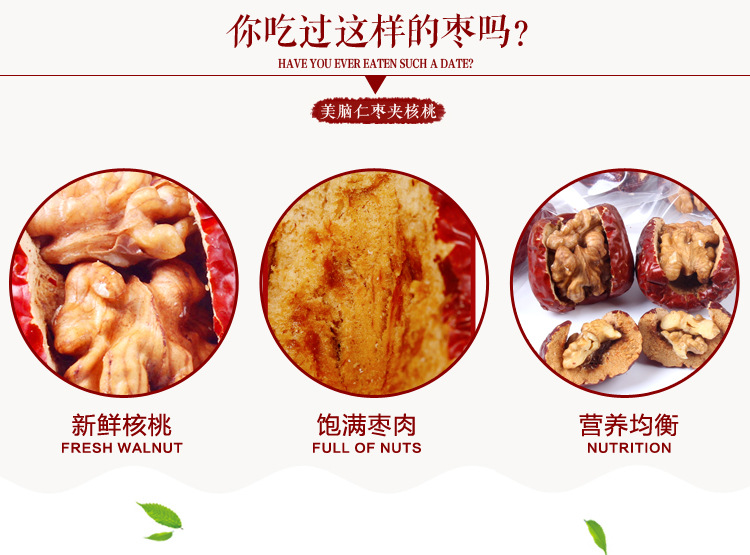 你吃过这样的枣吗?
HAVE YOU EVER EATEN SUCH A DATE?
美脑仁枣夹核桃
新鲜核桃
FRESH WALNUT
饱满枣肉
FULL OF NUTS
营养均衡
NUTRITION